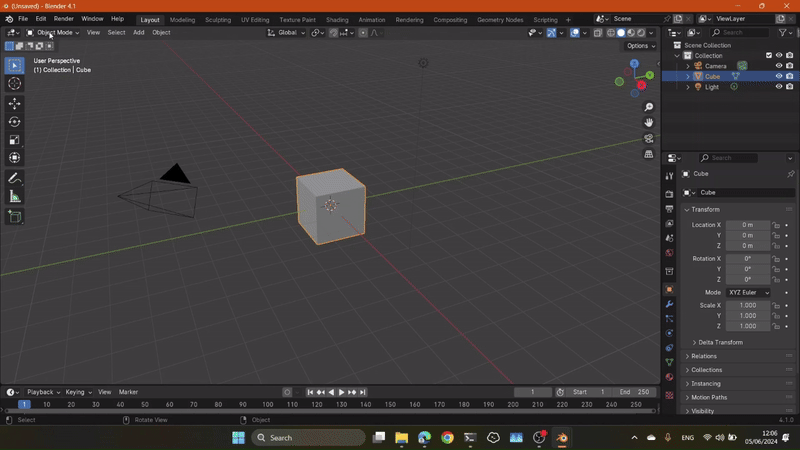 (Unsaved) - Blender 4.1
File Edit Render Window Help Layout Modeling Sculpting UV Editing Texture Paint Shading Animation Rendering Compositing Geometry Nodes Scripting + Scene ViewLayer
Object Mode View Select Add Object Global Search
Options
User Perspective
(1) Collection | Cube
Scene Collection
Collection
Camera
Cube
Light
X
Y
Z
Search
Cube
Cube
Transform
Location X 0 m
Y 0 m
Z 0 m
Rotation X 0°
Y 0°
Z 0°
Mode XYZ Euler
Scale X 1.000
Y 1.000
Z 1.000
Delta Transform
Relations
Collections
Instancing
Motion Paths
Visibility
Playback Keying View Marker 1 Start 1 End 250
1 10 20 30 40 50 60 70 80 90 100 110 120 130 140 150 160 170 180 190 200 210 220 230 240 250
Select Rotate View Object 4.1.0
Search ENG 12:06
05/06/2024